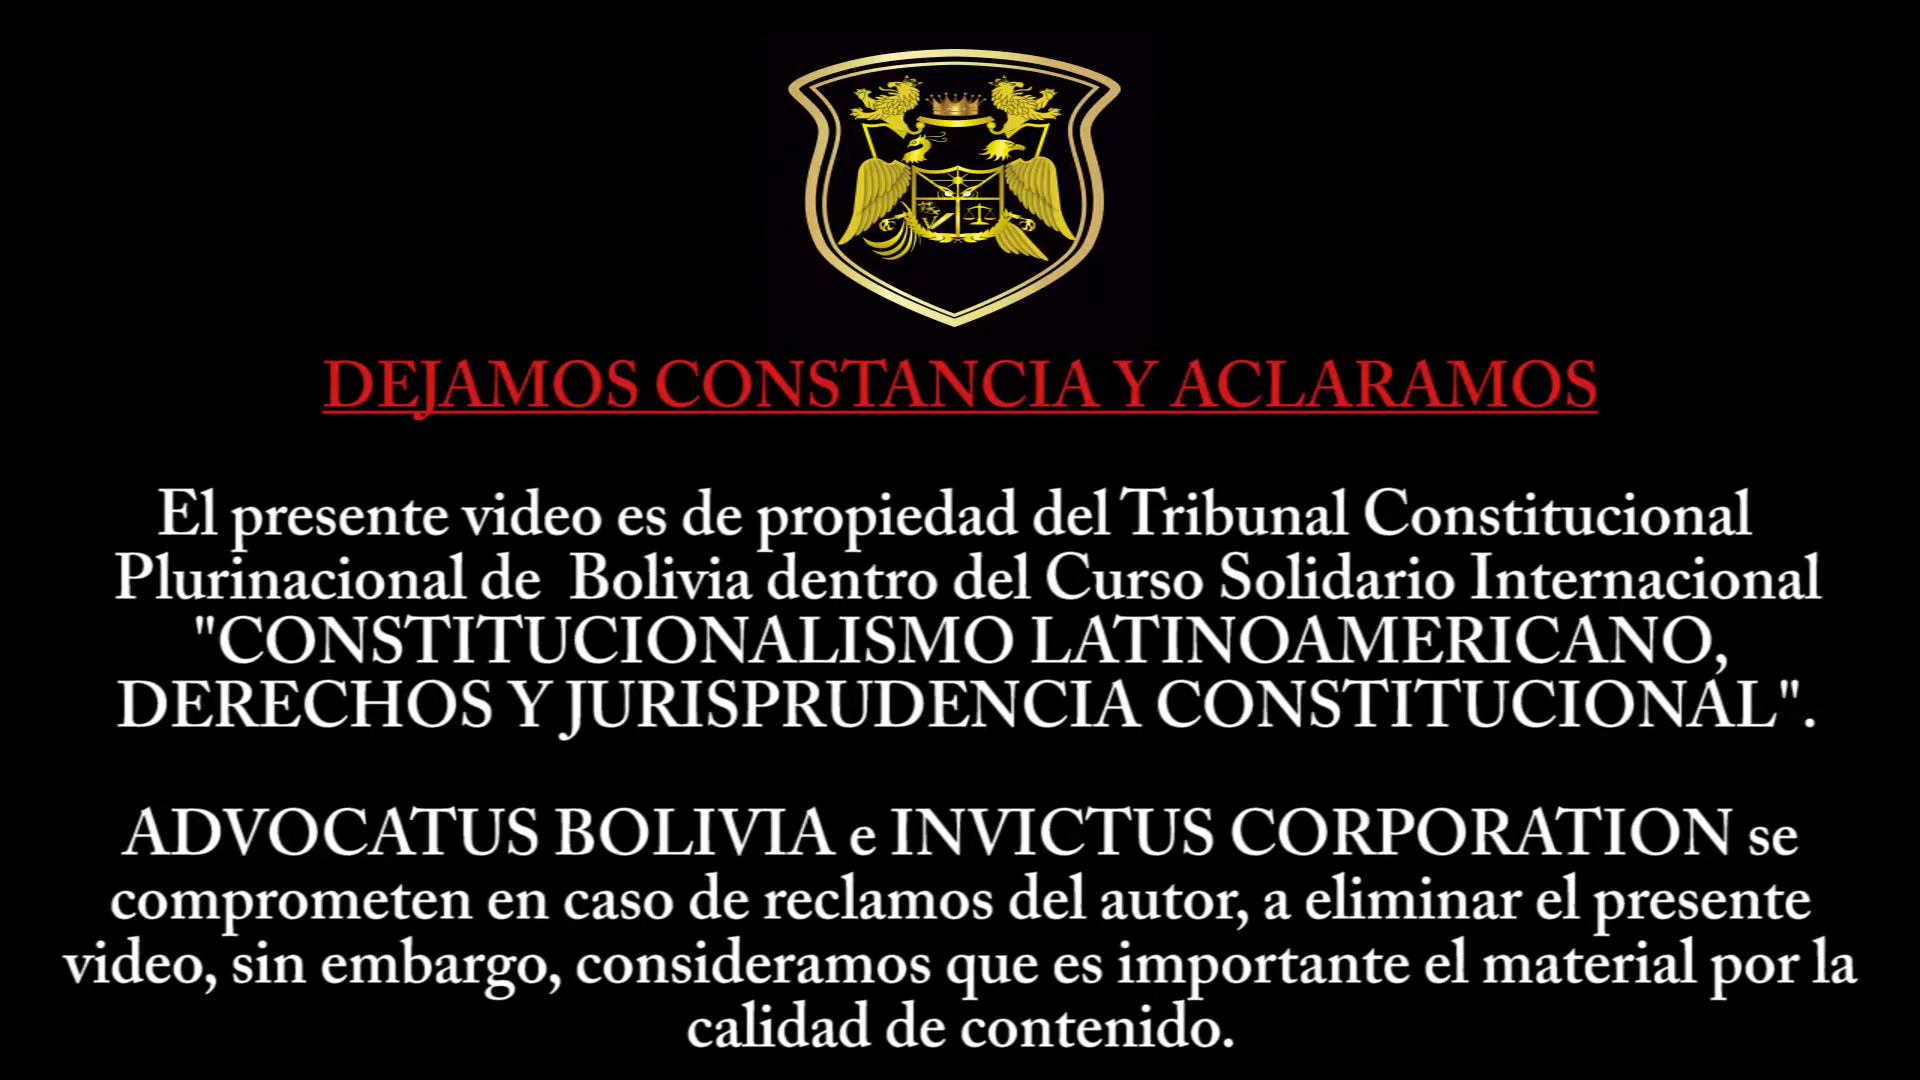 DEJAMOS CONSTANCIA Y ACLARAMOS
El presente video es de propiedad del Tribunal Constitucional
Plurinacional de Bolivia dentro del Curso Solidario Internacional
"CONSTITUCIONALISMO LATINOAMERICANO,
DERECHOS Y JURISPRUDENCIA CONSTITUCIONAL".
ADVOCATUS BOLIVIA e INVICTUS CORPORATION se
comprometen en caso de reclamos del autor, a eliminar el presente
video, sin embargo, consideramos que es importante el material por la
calidad de contenido.